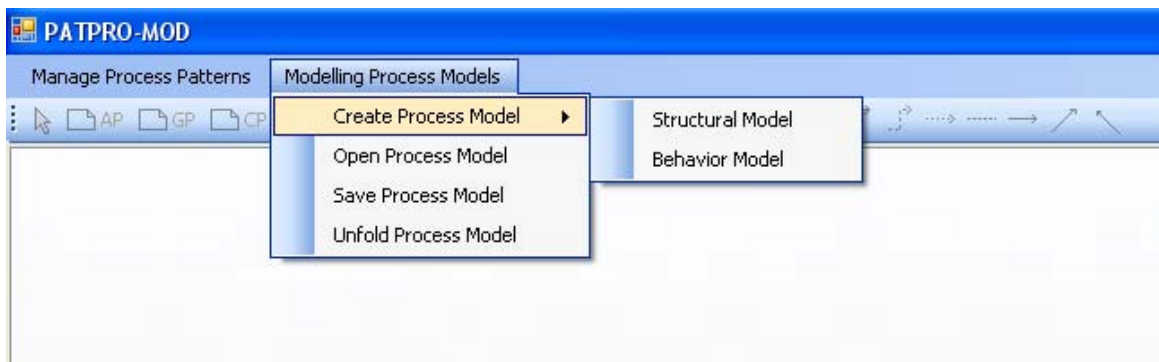 PATPRO-MOD
Manage Process Patterns Modelling Process Models
AP GP CP
Create Process Model
Open Process Model
Save Process Model
Unfold Process Model
Structural Model
Behavior Model